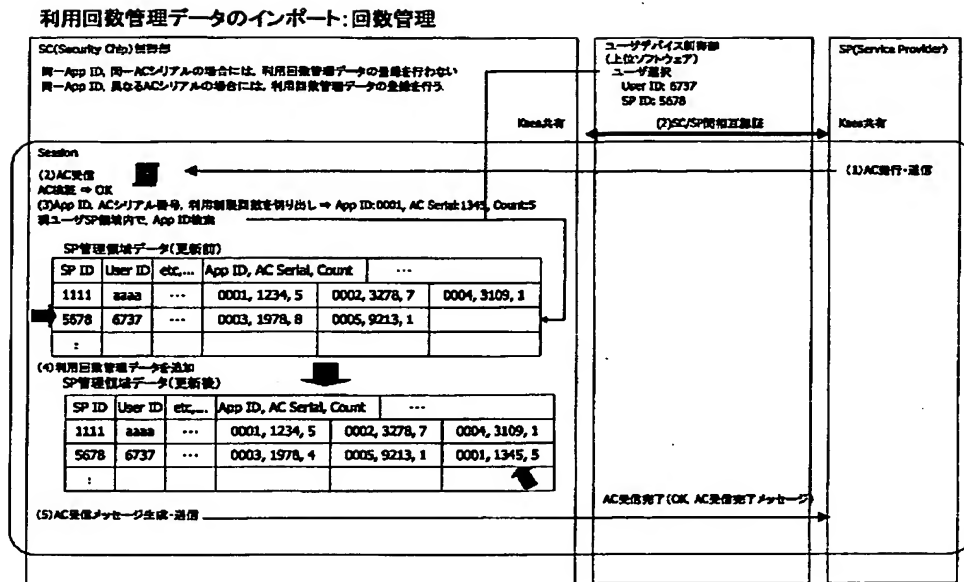 利用回数管理データのインポート:回数管理
SC(Security Chip)制御部
同一App ID, 同一ACシリアルの場合には, 利用回数管理データの登録を行わない
同一App ID, 異なるACシリアルの場合には, 利用回数管理データの登録を行う.
ユーザデバイス制御部
(上位ソフトウェア)
ユーザ選択
User ID: 6737
SP ID: 5678
SP(Service Provider)
Kses共有
(2)SC/SP間相互認証
Kses共有
Session
(1)AC発行・送信
(2)AC受信
AC検証 ⇒ OK
(3)App ID, ACシリアル番号, 利用制限回数を切り出し ⇒ App ID:0001, AC Serial:1345, Count:5
現ユーザSP領域内で, App ID検索
SP管理領域データ(更新前)
SP ID User ID etc,... App ID, AC Serial, Count ...
1111 aaaa ... 0001, 1234, 5 0002, 3278, 7 0004, 3109, 1
5678 6737 ... 0003, 1978, 8 0005, 9213, 1
:
(4)利用回数管理データを追加
SP管理領域データ(更新後)
SP ID User ID etc,... App ID, AC Serial, Count ...
1111 aaaa ... 0001, 1234, 5 0002, 3278, 7 0004, 3109, 1
5678 6737 ... 0003, 1978, 4 0005, 9213, 1 0001, 1345, 5
:
AC受信完了(OK, AC受信完了メッセージ)
(5)AC受信メッセージ生成・送信